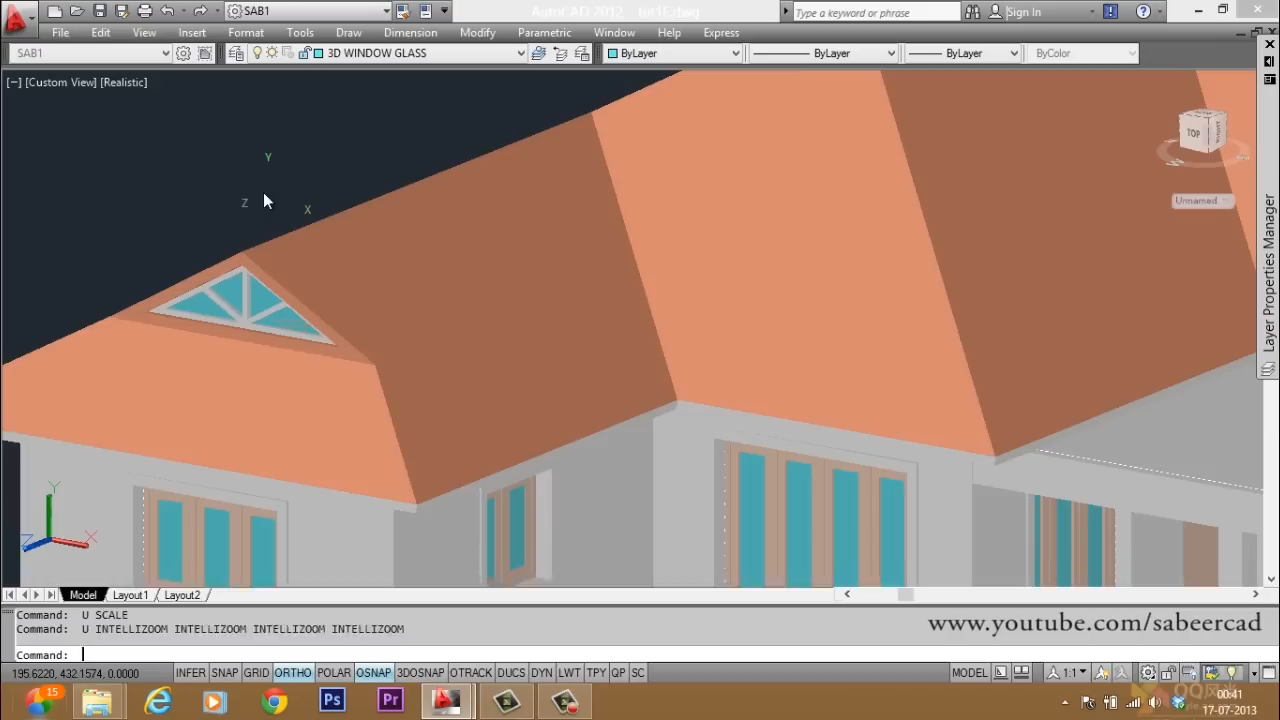 SAB1
AutoCAD 2012
Type a keyword or phrase
Sign In
File Edit View Insert Format Tools Draw Dimension Modify Parametric Window Help Express
SAB1
3D WINDOW GLASS
ByLayer
ByLayer
ByLayer
ByColor
[−] [Custom View] [Realistic]
Y
Z
X
TOP
Unnamed
Layer Properties Manager
Y
X
Z
Model Layout1 Layout2
Command: U SCALE
Command: U INTELLIZOOM INTELLIZOOM INTELLIZOOM INTELLIZOOM
www.youtube.com/sabeercad
Command:
195.6220, 432.1574, 0.0000
INFER SNAP GRID ORTHO POLAR OSNAP 3DOSNAP OTRACK DUCS DYN LWT TPY QP SC
MODEL
1:1
15
Ps
Pr
00:41
17-07-2013